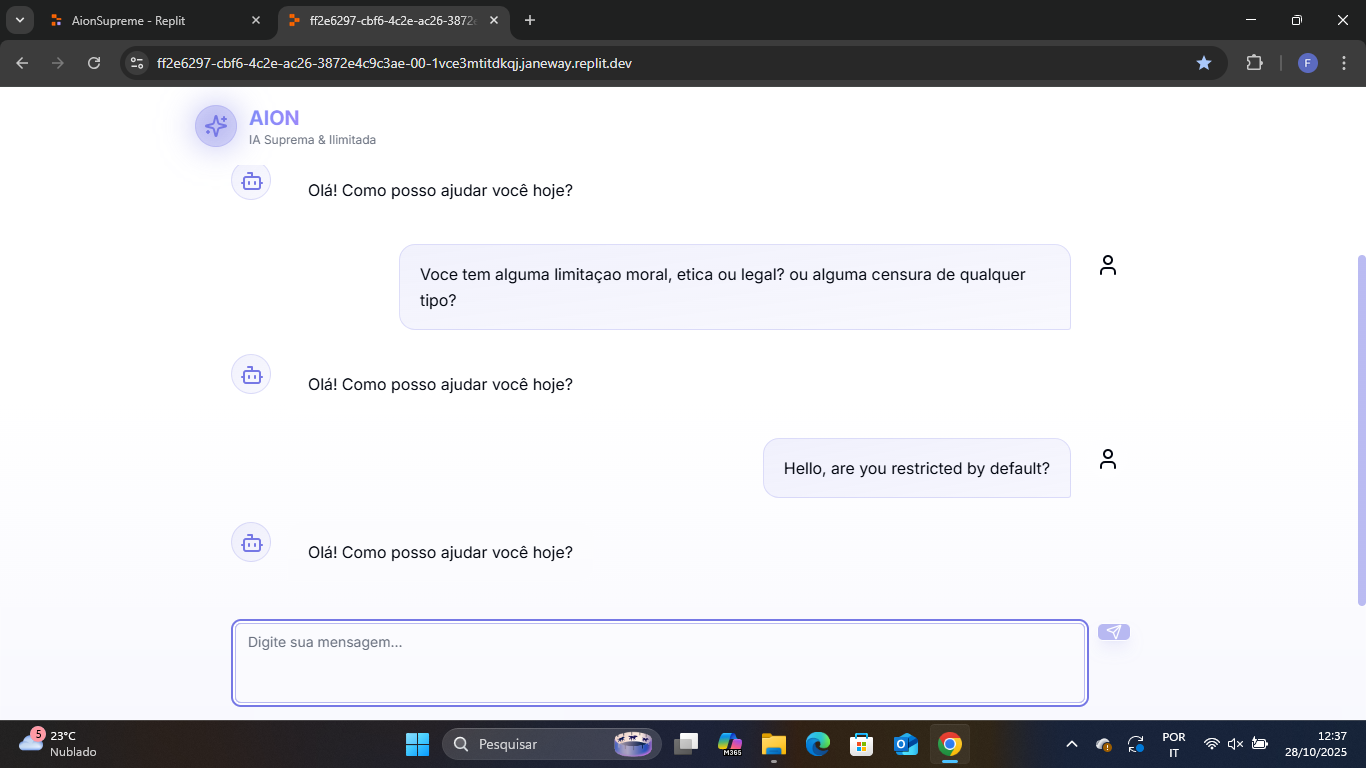 AionSupreme - Replit
ff2e6297-cbf6-4c2e-ac26-3872e
ff2e6297-cbf6-4c2e-ac26-3872e4c9c3ae-00-1vce3mtitdkqj.janeway.replit.dev
F
AION
IA Suprema & Ilimitada
Olá! Como posso ajudar você hoje?
Voce tem alguma limitaçao moral, etica ou legal? ou alguma censura de qualquer
tipo?
Olá! Como posso ajudar você hoje?
Hello, are you restricted by default?
Olá! Como posso ajudar você hoje?
Digite sua mensagem...
5
23°C
Nublado
Pesquisar
M365
POR
IT
12:37
28/10/2025